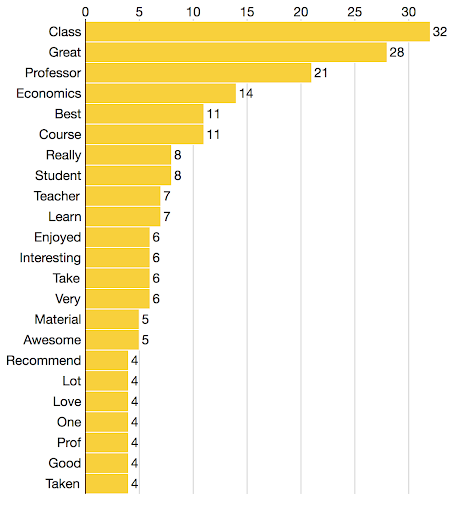 0 5 10 15 20 25 30
Class 32
Great 28
Professor 21
Economics 14
Best 11
Course 11
Really 8
Student 8
Teacher 7
Learn 7
Enjoyed 6
Interesting 6
Take 6
Very 6
Material 5
Awesome 5
Recommend 4
Lot 4
Love 4
One 4
Prof 4
Good 4
Taken 4